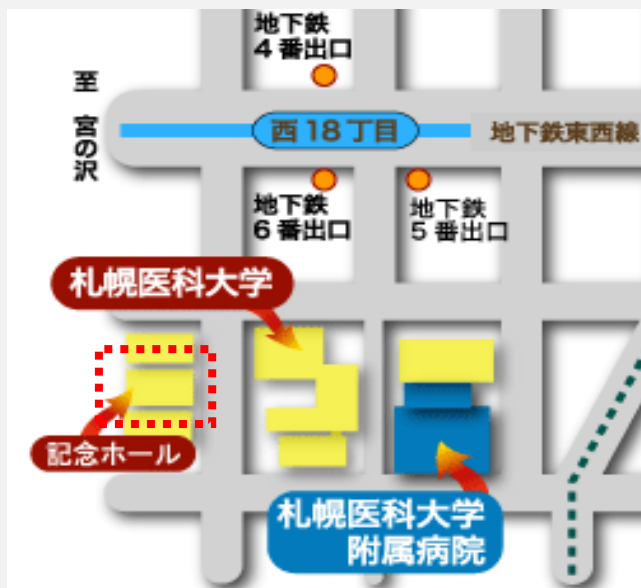 地下鉄
4番出口
至 宮の沢
西18丁目
地下鉄東西線
地下鉄
6番出口
地下鉄
5番出口
札幌医科大学
記念ホール
札幌医科大学
附属病院